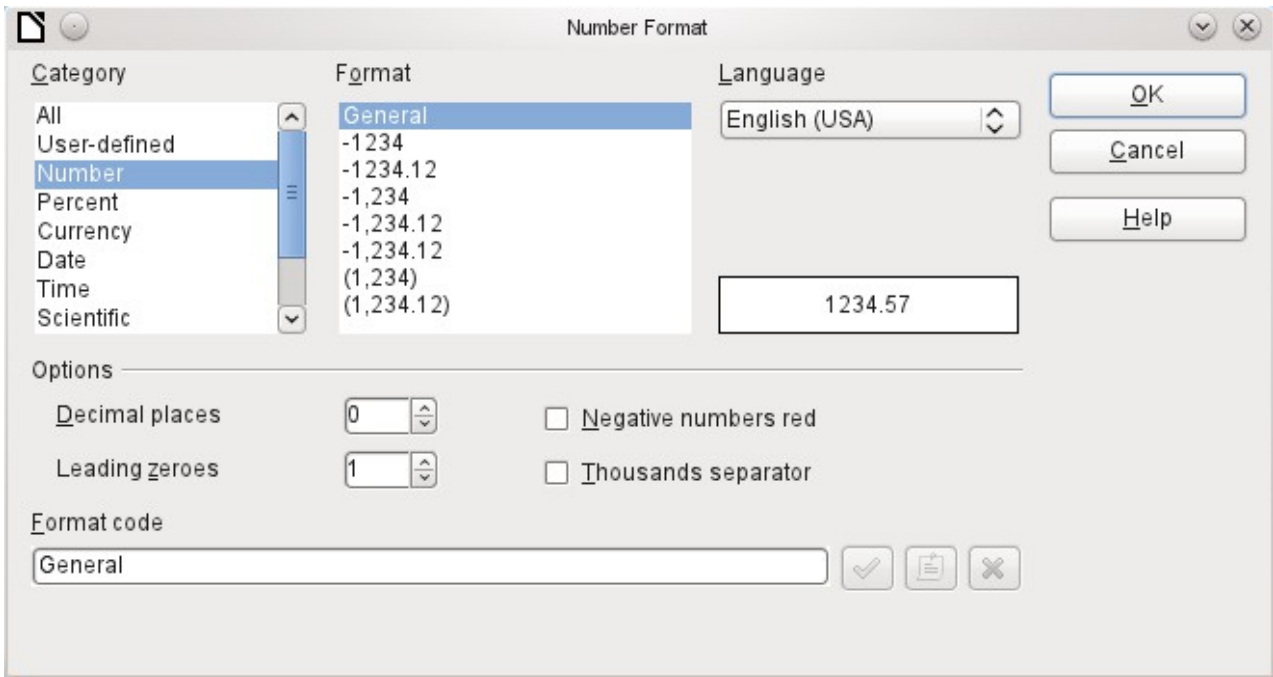 Number Format
Category
All
User-defined
Number
Percent
Currency
Date
Time
Scientific
Format
General
-1234
-1234.12
-1,234
-1,234.12
-1,234.12
(1,234)
(1,234.12)
Language
English (USA)
1234.57
OK
Cancel
Help
Options
Decimal places 0
Negative numbers red
Leading zeroes 1
Thousands separator
Format code
General